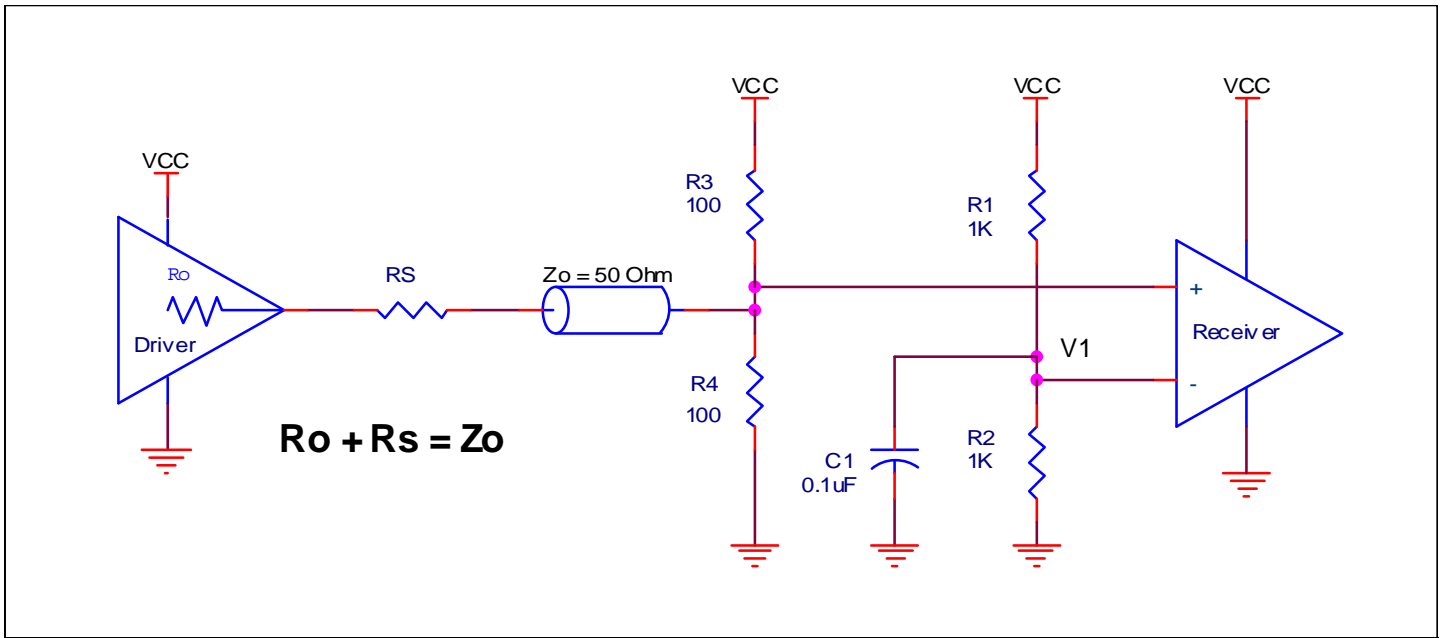 VCC
VCC
VCC
VCC
R3
100
R1
1K
Ro
RS
Zo = 50 Ohm
+
Receiver
Driver
V1
-
R4
100
Ro + Rs = Zo
R2
1K
C1
0.1uF